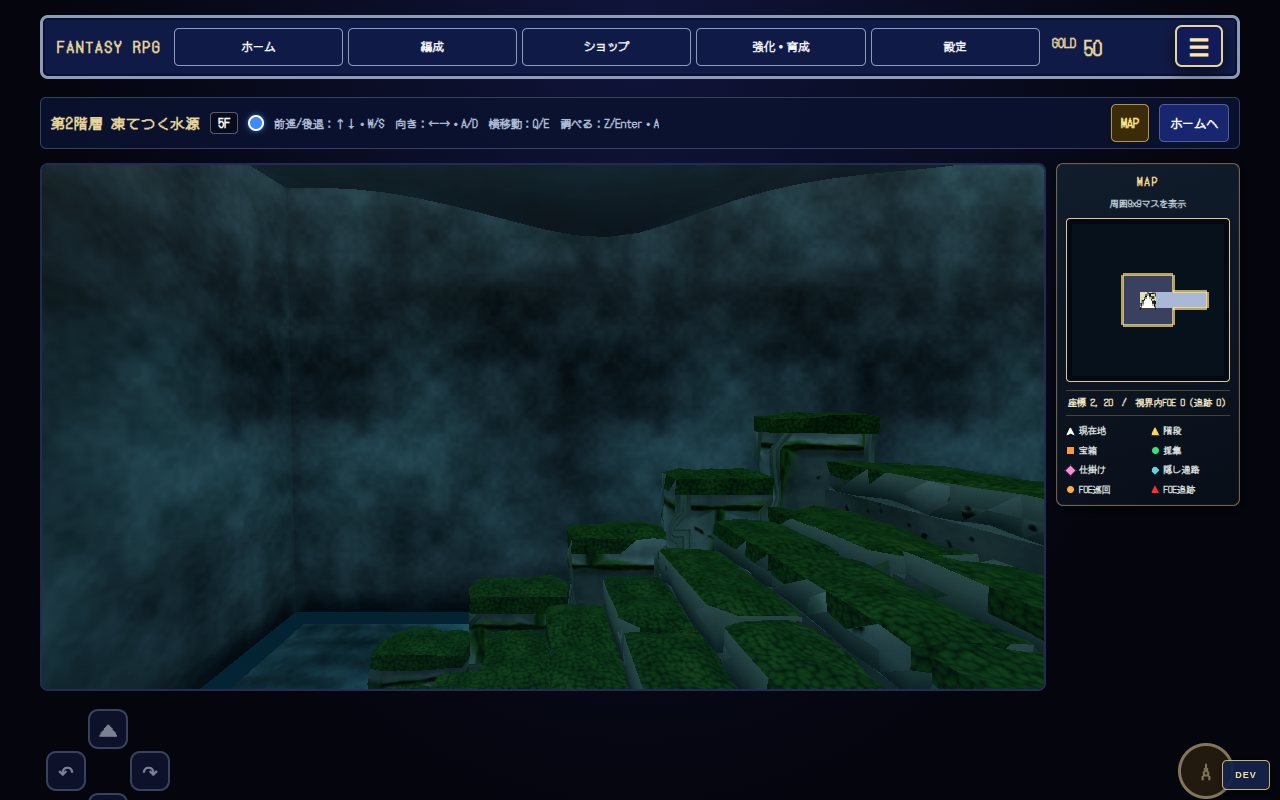 FANTASY RPG
ホーム
編成
ショップ
強化・育成
設定
GOLD 50
第2階層 凍てつく水源
5F
前進/後退：↑↓・W/S 向き：←→・A/D 横移動：Q/E 調べる：Z/Enter・A
MAP
ホームへ
MAP
周囲9x9マスを表示
座標 2, 20 / 視界内FOE 0 (追跡 0)
現在地
階段
宝箱
採集
仕掛け
隠し通路
FOE巡回
FOE追跡
A
DEV